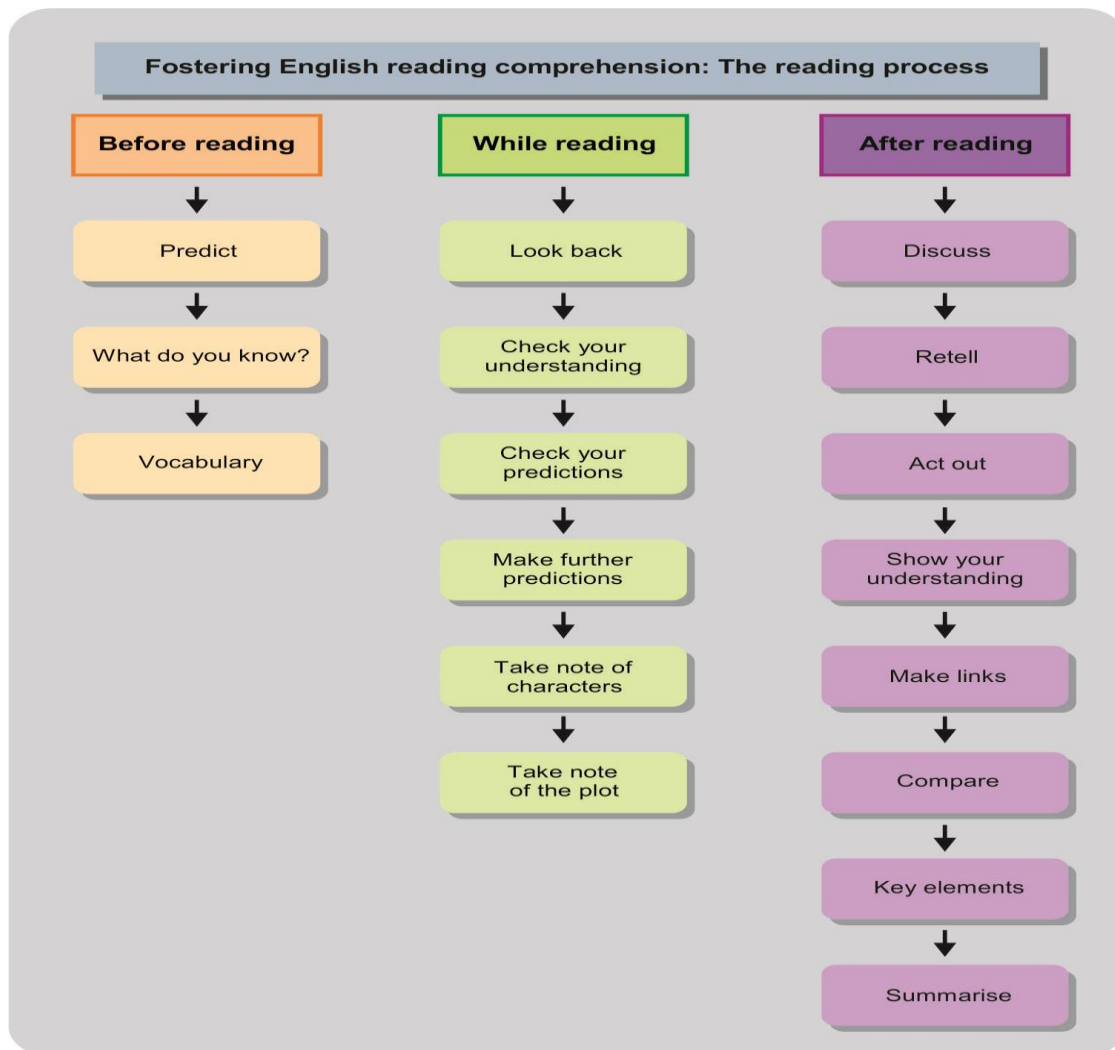 Fostering English reading comprehension: The reading process
Before reading
Predict
What do you know?
Vocabulary
While reading
Look back
Check your
understanding
Check your
predictions
Make further
predictions
Take note of
characters
Take note
of the plot
After reading
Discuss
Retell
Act out
Show your
understanding
Make links
Compare
Key elements
Summarise